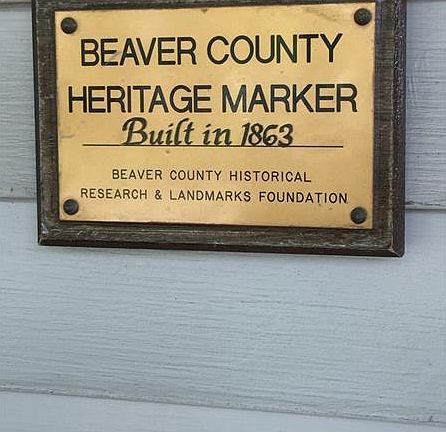 BEAVER COUNTY
HERITAGE MARKER
Built in 1863
BEAVER COUNTY HISTORICAL
RESEARCH & LANDMARKS FOUNDATION